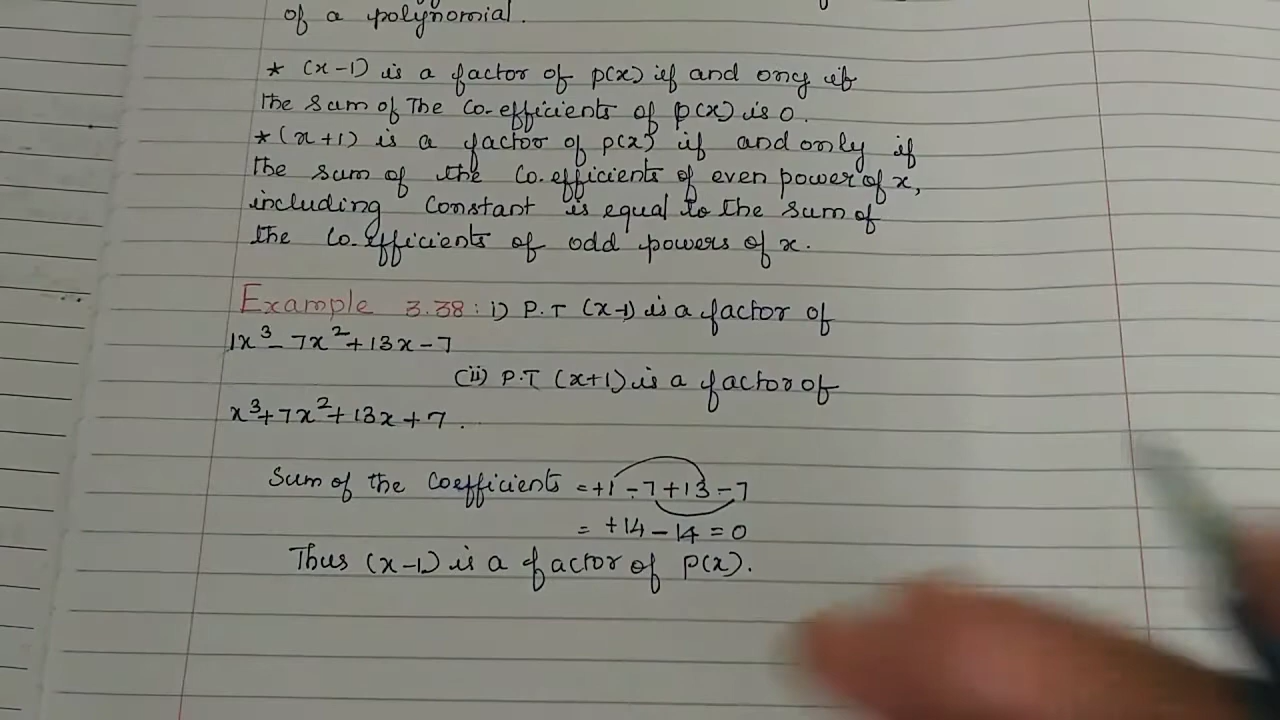 of a polynomial.
* (x-1) is a factor of p(x) if and ony if
the sum of The Co-efficients of p(x) is 0.
* (x+1) is a factor of p(x) if and only if
the sum of the Co.efficients of even power of x,
including Constant is equal to the sum of
the Co.efficients of odd powers of x.
Example 3.38: i) P.T (x-1) is a factor of
1x³-7x²+13x-7
(ii) P.T (x+1) is a factor of
x³+7x²+13x+7.
Sum of the Coefficients = +1-7+13-7
= +14-14=0
Thus (x-1) is a factor of p(x).